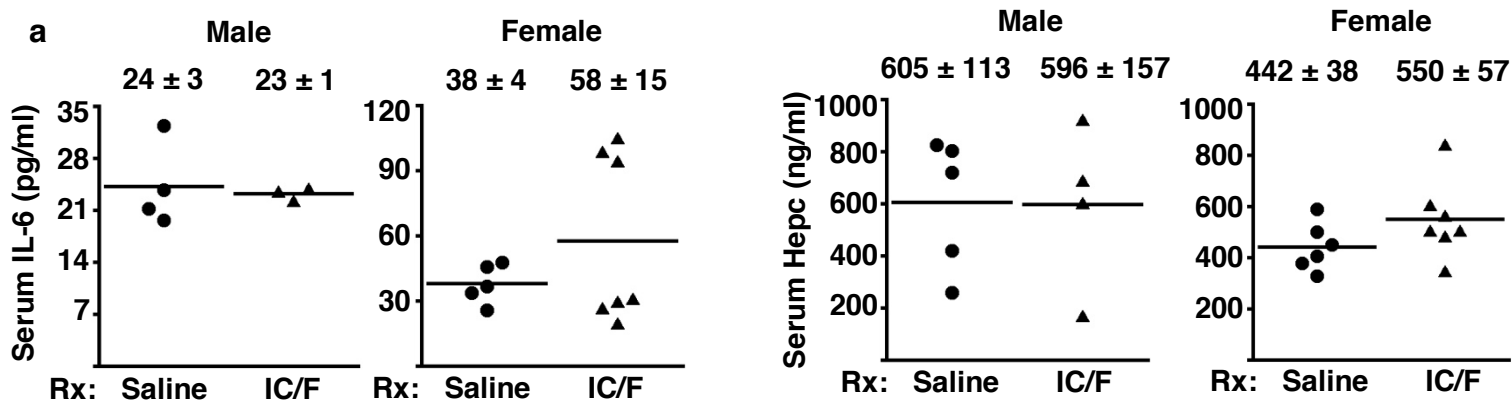 a
Male
Female
24 ± 3
23 ± 1
38 ± 4
58 ± 15
Serum IL-6 (pg/ml)
35
28
21
14
7
120
90
60
30
Rx: Saline IC/F
Rx: Saline IC/F
Male
Female
605 ± 113
596 ± 157
442 ± 38
550 ± 57
Serum Hepc (ng/ml)
1000
800
600
400
200
1000
800
600
400
200
Rx: Saline IC/F
Rx: Saline IC/F